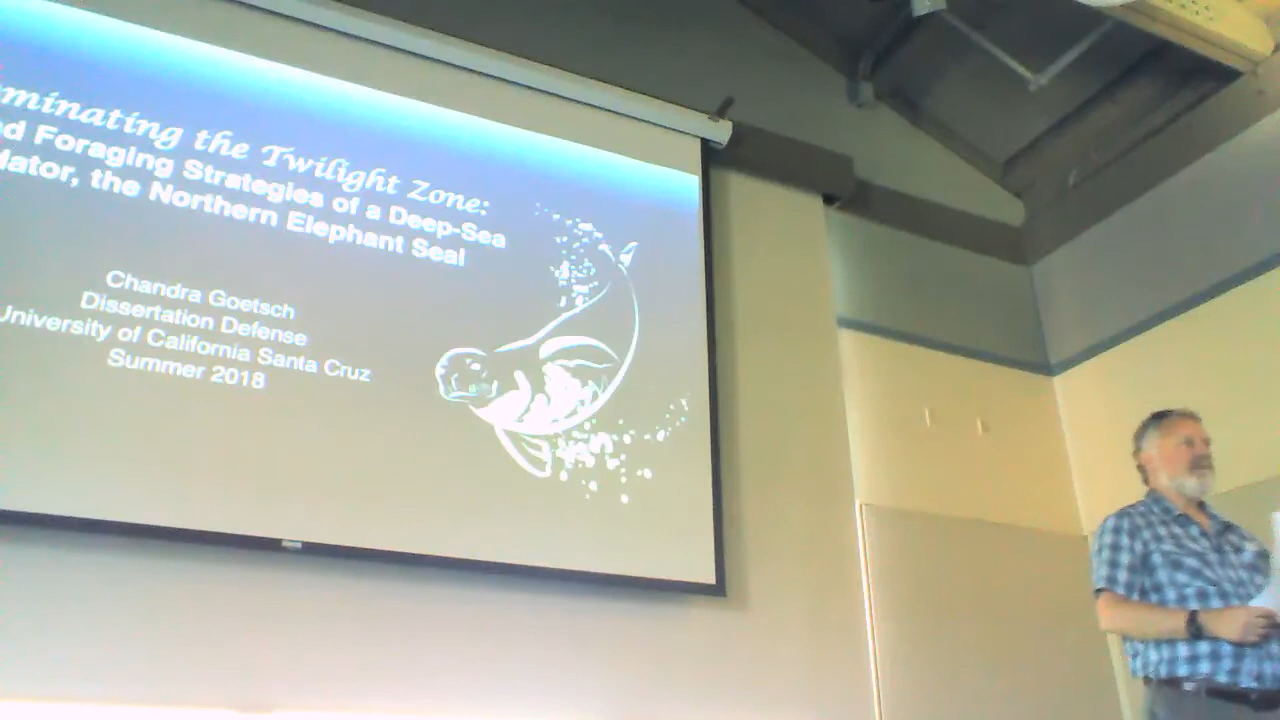 minating the Twilight Zone:
d Foraging Strategies of a Deep-Sea
dator, the Northern Elephant Seal
Chandra Goetsch
Dissertation Defense
University of California Santa Cruz
Summer 2018